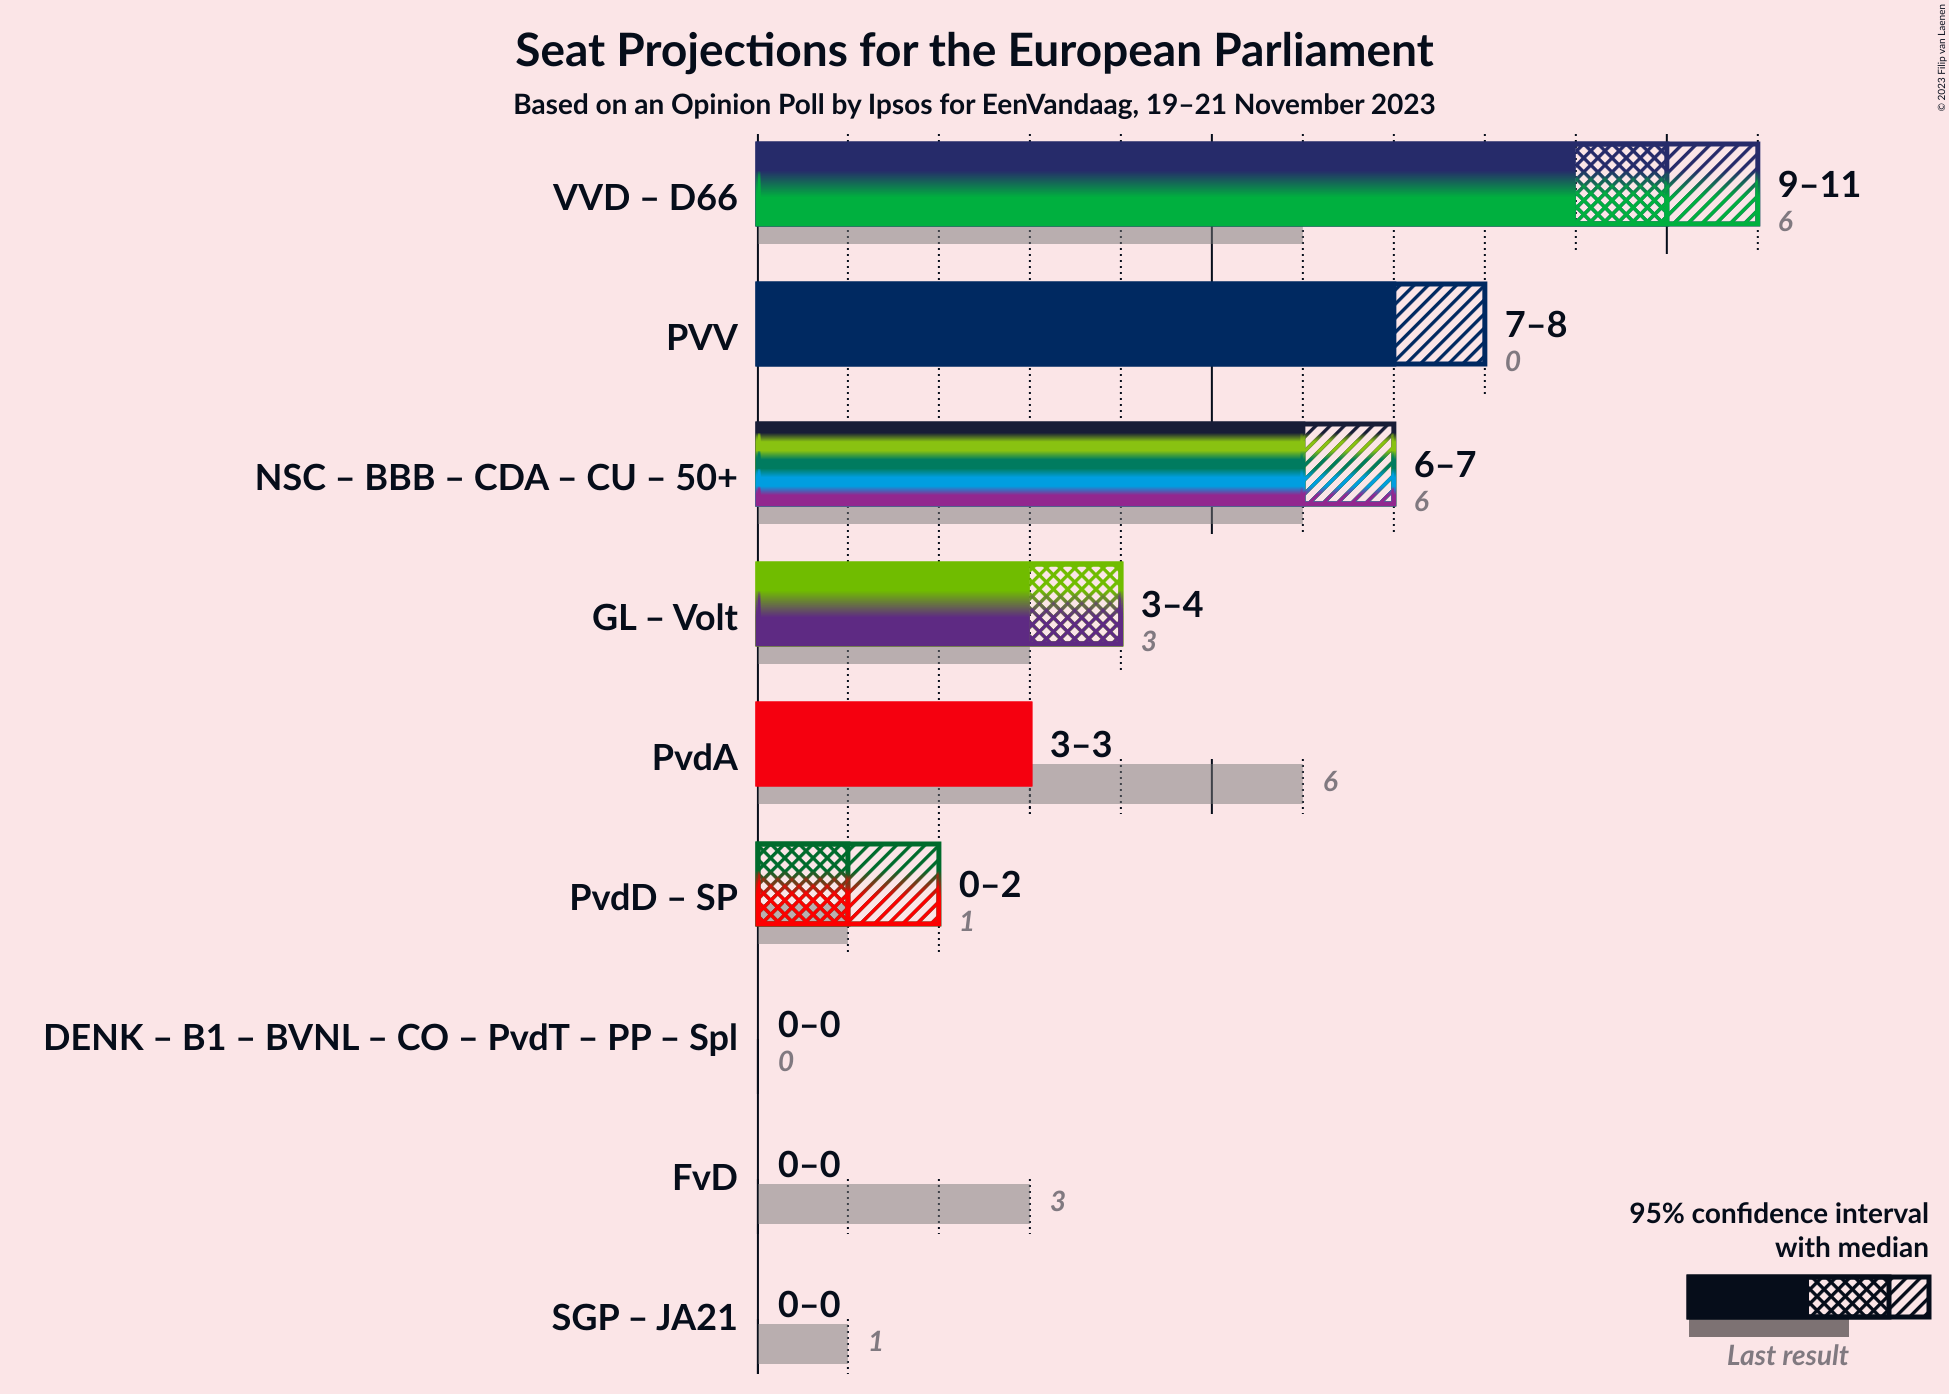 Seat Projections for the European Parliament
Based on an Opinion Poll by Ipsos for EenVandaag, 19–21 November 2023
© 2023 Filip van Laenen
VVD – D66
9–11
6
PVV
7–8
0
NSC – BBB – CDA – CU – 50+
6–7
6
GL – Volt
3–4
3
PvdA
3–3
6
PvdD – SP
0–2
1
DENK – B1 – BVNL – CO – PvdT – PP – Spl
0–0
0
FvD
0–0
3
SGP – JA21
0–0
1
95% confidence interval
with median
Last result